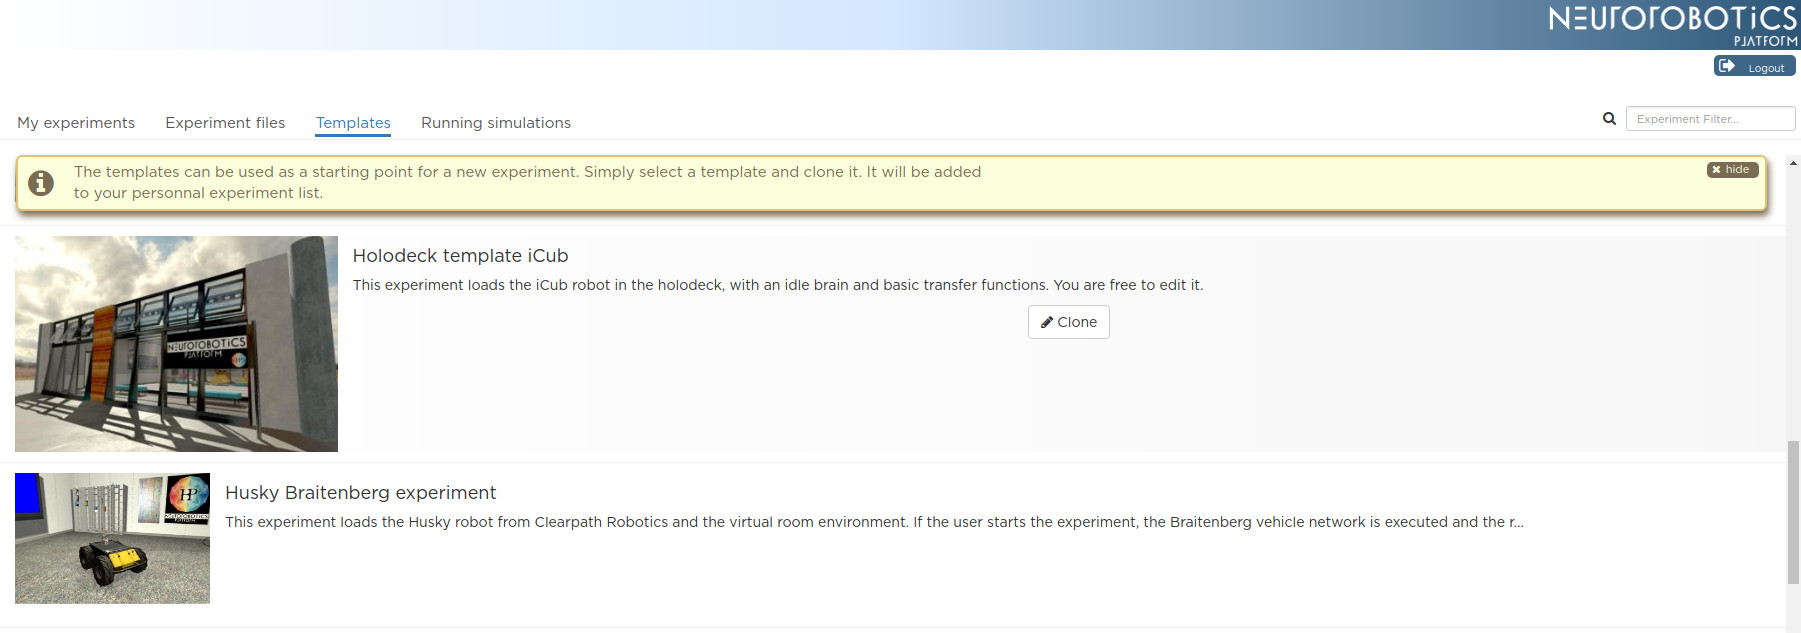 NEUROROBOTICS
PLATFORM
Logout
My experiments Experiment files Templates Running simulations Experiment Filter...
The templates can be used as a starting point for a new experiment. Simply select a template and clone it. It will be added
to your personnal experiment list.
hide
Holodeck template iCub
This experiment loads the iCub robot in the holodeck, with an idle brain and basic transfer functions. You are free to edit it.
Clone
NEUROROBOTICS
PLATFORM
Husky Braitenberg experiment
This experiment loads the Husky robot from Clearpath Robotics and the virtual room environment. If the user starts the experiment, the Braitenberg vehicle network is executed and the r...
HP
NEUROROBOTICS
PLATFORM